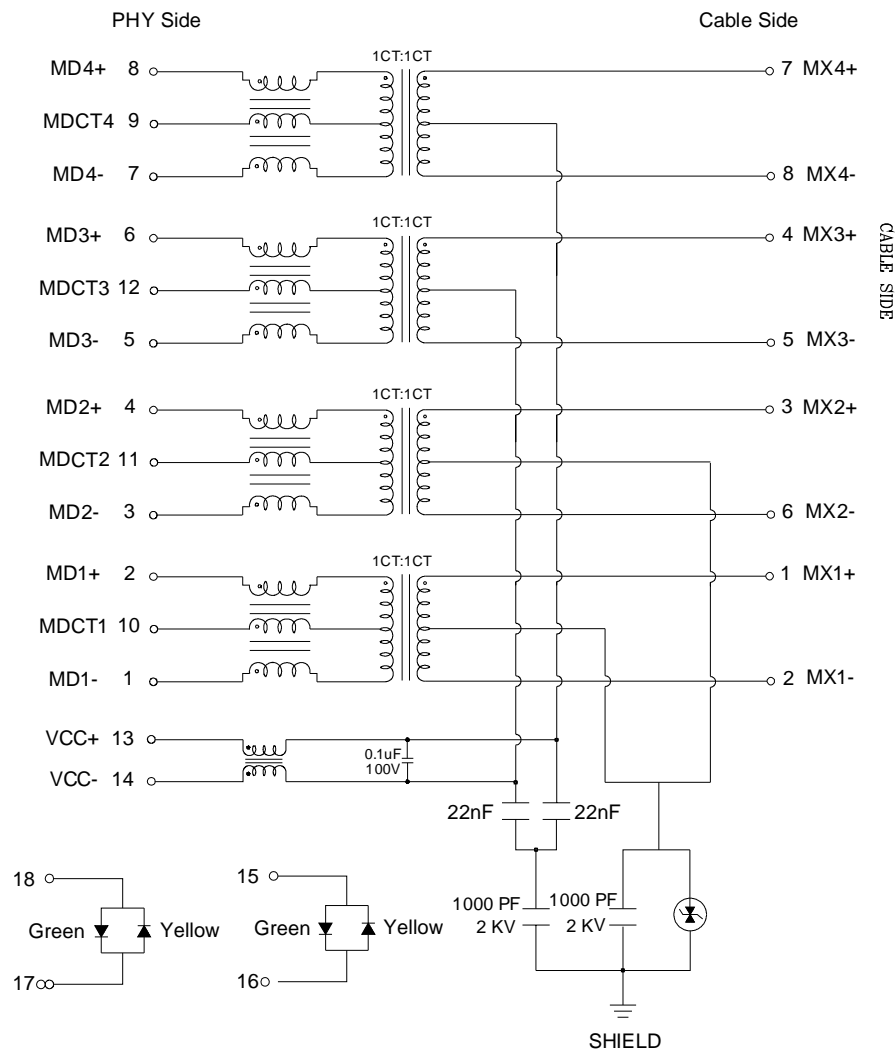 PHY Side
Cable Side
1CT:1CT
MD4+ 8
7 MX4+
MDCT4 9
MD4- 7
8 MX4-
1CT:1CT
MD3+ 6
4 MX3+
MDCT3 12
MD3- 5
5 MX3-
CABLE SIDE
1CT:1CT
MD2+ 4
3 MX2+
MDCT2 11
MD2- 3
6 MX2-
1CT:1CT
MD1+ 2
1 MX1+
MDCT1 10
MD1- 1
2 MX1-
VCC+ 13
0.1uF
100V
VCC- 14
22nF
22nF
18
15
Green
Yellow
Green
Yellow
17
16
1000 PF
2 KV
1000 PF
2 KV
SHIELD